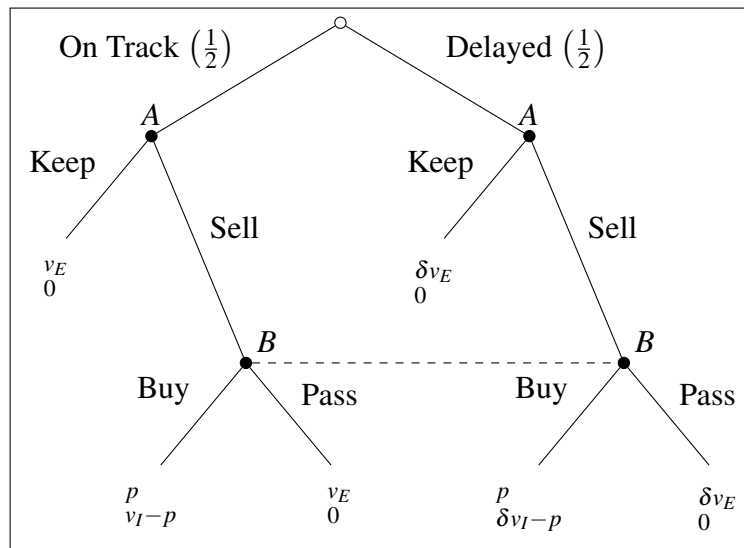 On Track (1/2) Delayed (1/2)
A A
Keep Keep
Sell Sell
v_E δv_E
0 0
B B
Buy Pass Buy Pass
p v_E p δv_E
v_I−p 0 δv_I−p 0